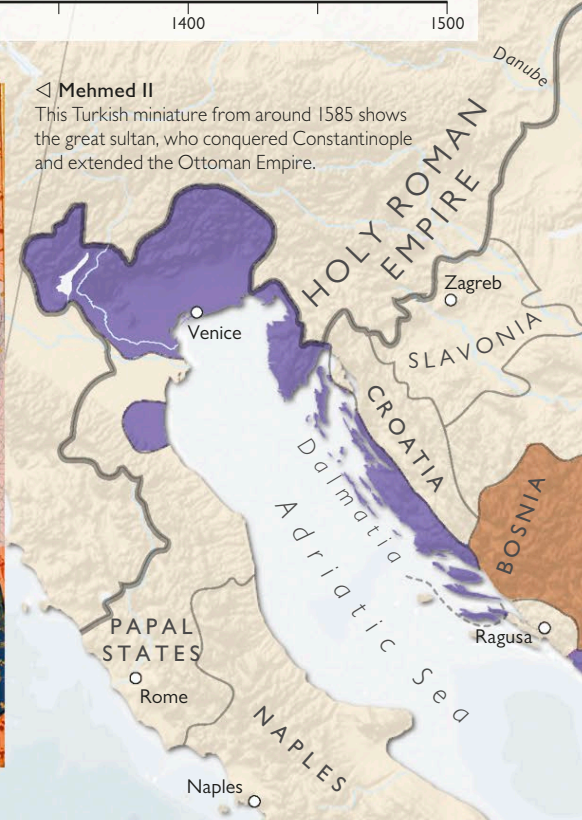 1400
1500
◁ Mehmed II
This Turkish miniature from around 1585 shows
the great sultan, who conquered Constantinople
and extended the Ottoman Empire.
Danube
HOLY ROMAN
EMPIRE
Zagreb
Venice
SLAVONIA
CROATIA
Dalmatia
BOSNIA
Adriatic Sea
Ragusa
PAPAL
STATES
Rome
NAPLES
Naples